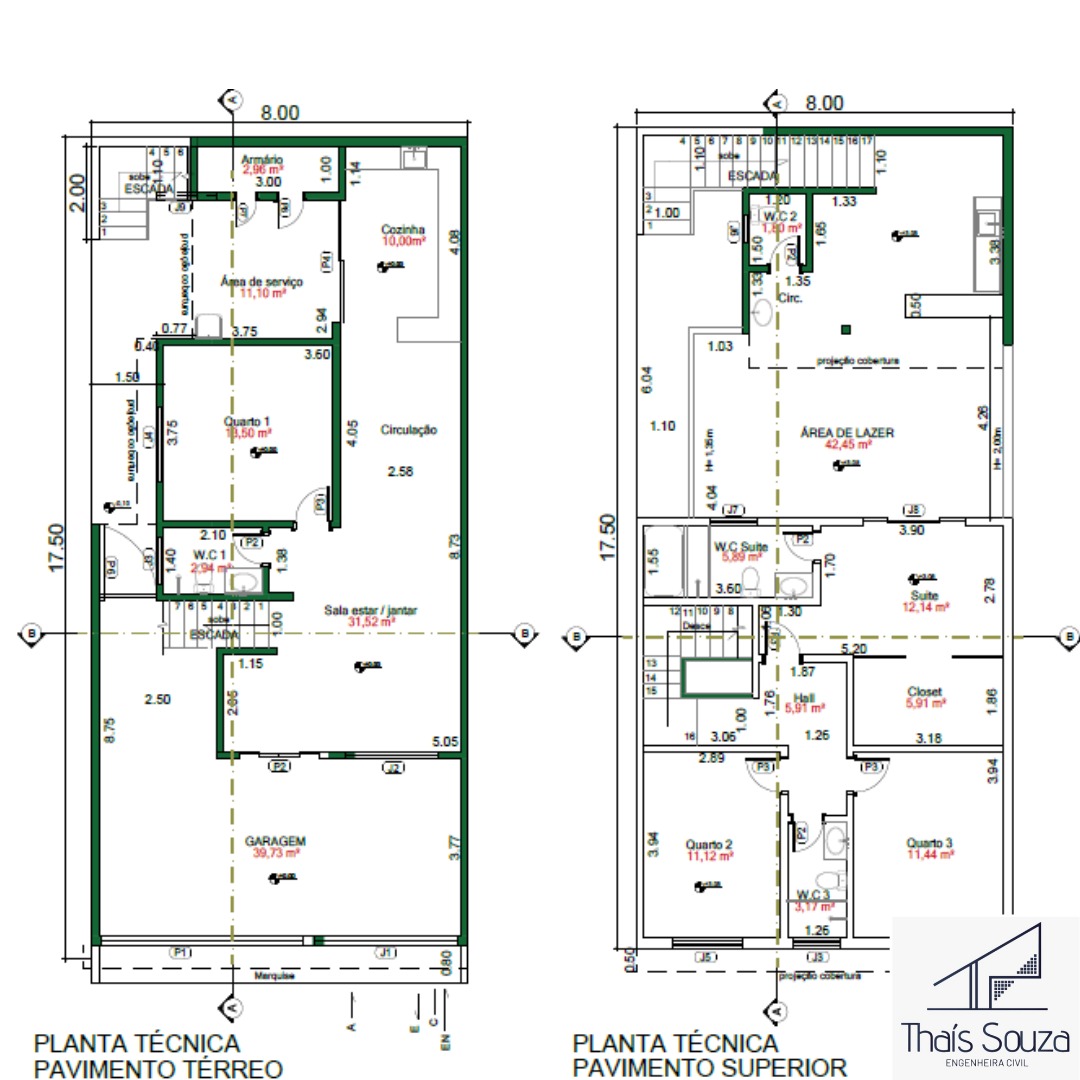 A
8.00
17.50
2.00
4 5 6
1.10
sobe
ESCADA
3
2
1
J9
Armário
2,96 m²
3.00
1.00
1.14
P4
Cozinha
10,00m²
4.08
projeção cobertura
Área de serviço
11,10 m²
2.94
0.77
3.75
0.40
3.60
1.50
projeção cobertura
J4
3.75
Quarto 1
13,50 m²
4.05
Circulação
2.58
P3
2.10
P2
W.C 1
2,94 m²
1.40
1.38
J3
P6
8.73
7 6 5 4 3 2 1
sobe
ESCADA
1.00
Sala estar / jantar
31,52 m²
B
B
1.15
2.50
2.95
8.75
5.05
P2
J2
GARAGEM
39,73 m²
3.77
P1
J1
0.80
Marquise
A
A
E
C
EN
PLANTA TÉCNICA
PAVIMENTO TÉRREO
A
8.00
17.50
4 5 6 7 8 9 10 11 12 13 14 15 16 17
1.10
sobe
ESCADA
1.10
3
2
1
1.00
1.20
W.C 2
1,80 m²
1.33
1.65
J6
1.50
P2
1.35
1.33
Circ.
3.38
0.50
1.03
projeção cobertura
6.04
1.10
H= 1,35m
4.04
ÁREA DE LAZER
42,45 m²
4.26
H= 2,00m
J7
J8
3.90
1.55
W.C Suite
5,89 m²
P2
3.60
1.70
1.30
Suite
12,14 m²
2.78
12 11 10 9 8
Desce
B
B
13
14
15
16
5.20
1.87
Hall
5,91 m²
1.76
1.00
3.06
1.26
Closet
5,91 m²
1.86
3.18
2.89
P3
P3
3.94
3.94
Quarto 2
11,12 m²
P2
Quarto 3
11,44 m²
W.C 3
3,17 m²
1.26
0.50
J5
J3
projeção cobertura
A
PLANTA TÉCNICA
PAVIMENTO SUPERIOR
Thaís Souza
ENGENHEIRA CIVIL